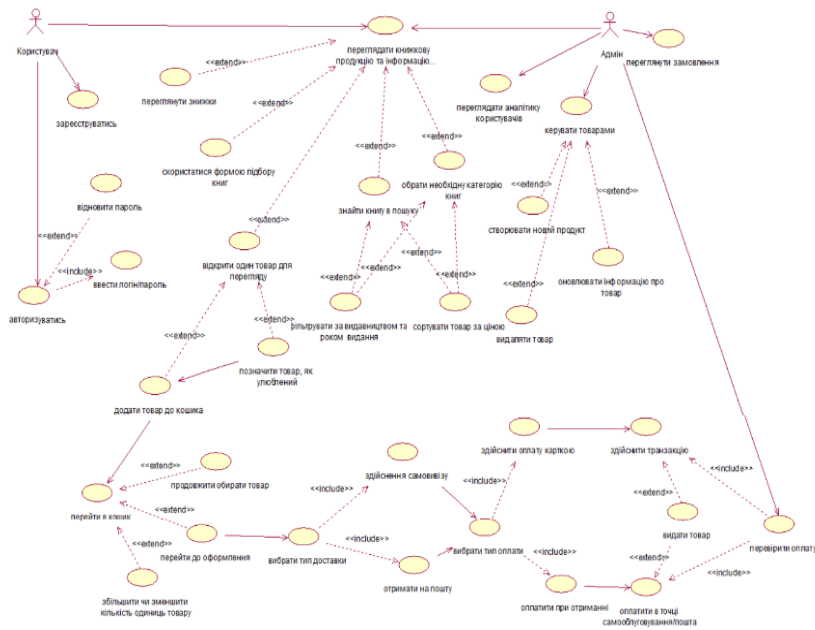 Користувач
Адмін
переглядати книжкову
продукцію та інформацію...
переглянути замовлення
<<extend>>
переглянути знижки
<<extend>>
зареєструватись
переглядати аналітику
користувачів
керувати товарами
<<extend>>
<<extend>>
скористатися формою підбору
книг
обрати необхідну категорію
книг
<<extend>>
<<extend>>
відновити пароль
знайти книгу в пошуку
створювати новий продукт
<<extend>>
<<extend>>
<<extend>>
відкрити один товар для
перегляду
<<include>>
ввести логін/пароль
оновлювати інформацію про
товар
авторизуватись
<<extend>>
<<extend>>
<<extend>>
<<extend>>
<<extend>>
фільтрувати за видавництвом та
роком видання
сортувати товар за ціною
видаляти товар
<<extend>>
<<extend>>
позначити товар, як
улюблений
додати товар до кошика
здійснення самовивізу
здійснити оплату карткою
здійснити транзакцію
<<extend>>
продовжити обирати товар
<<include>>
<<include>>
<<include>>
<<extend>>
перейти в кошик
<<extend>>
перейти до оформлення
вибрати тип доставки
вибрати тип оплати
видати товар
перевірити оплату
<<extend>>
<<include>>
<<include>>
<<extend>>
<<include>>
збільшити чи зменшити
кількість одиниць товару
отримати на пошту
оплатити при отриманні
оплатити в точці
самообслуговування/пошта